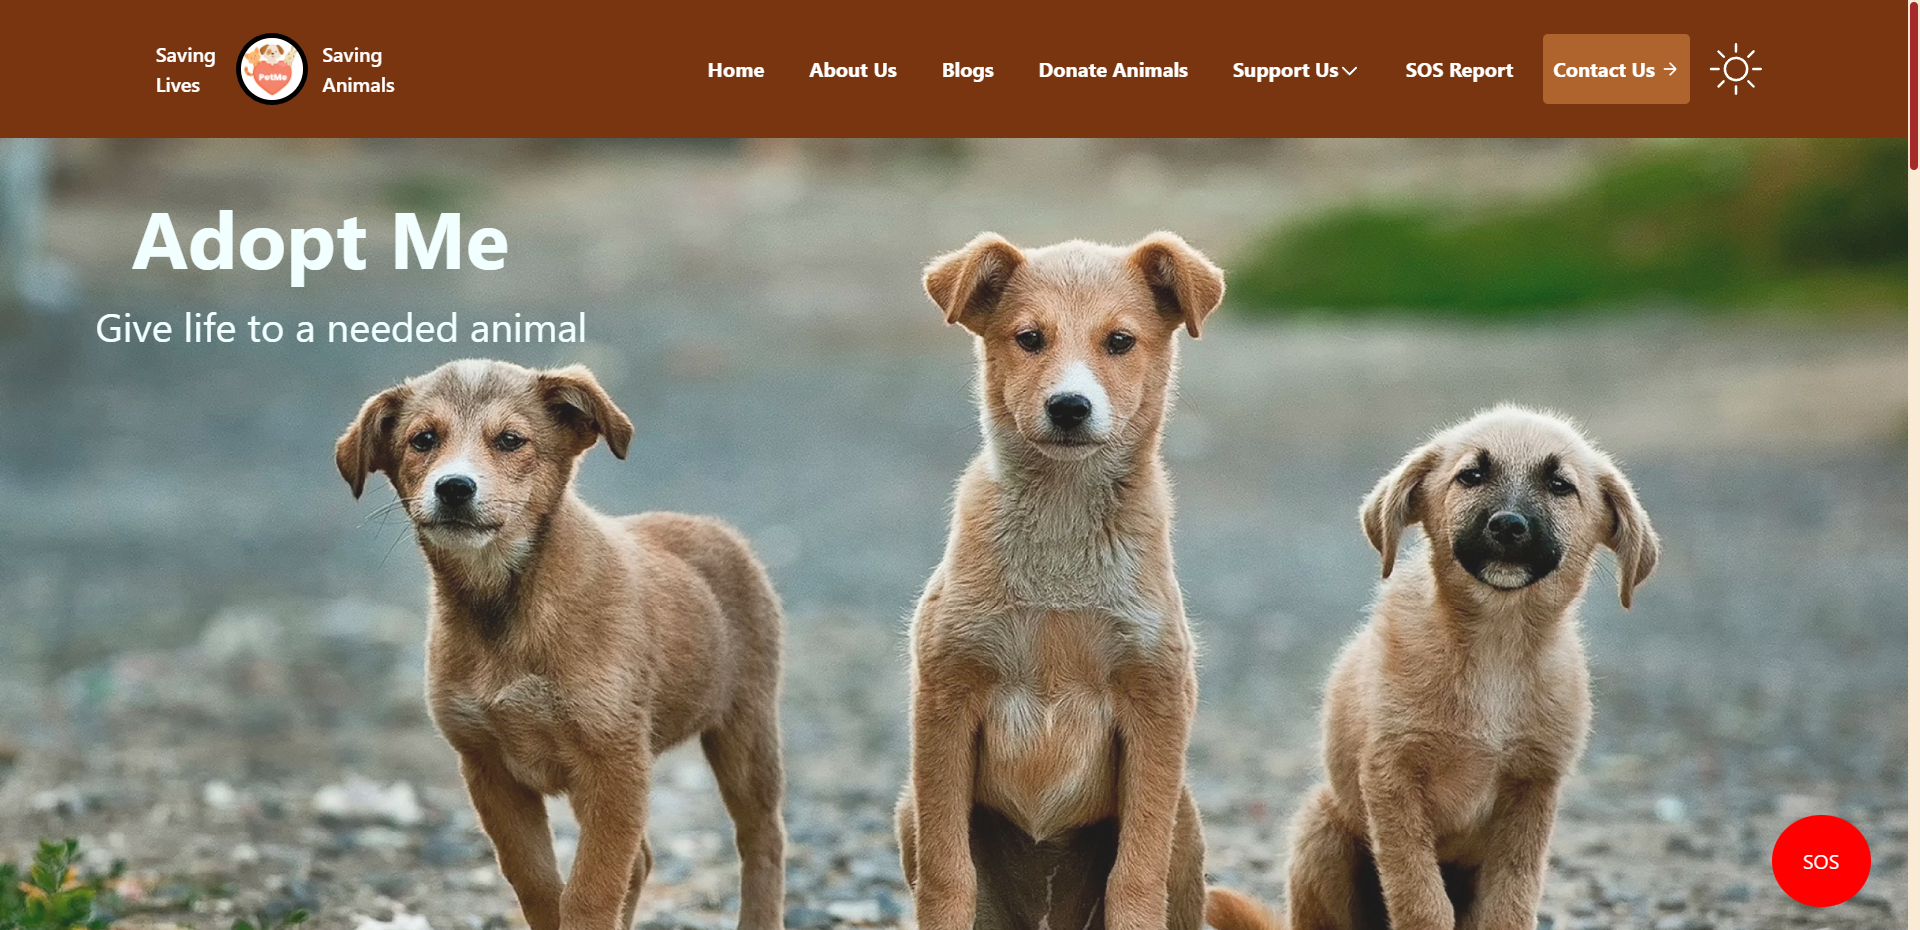 Saving
Lives
PetMe
Saving
Animals
Home
About Us
Blogs
Donate Animals
Support Us
SOS Report
Contact Us
Adopt Me
Give life to a needed animal
SOS